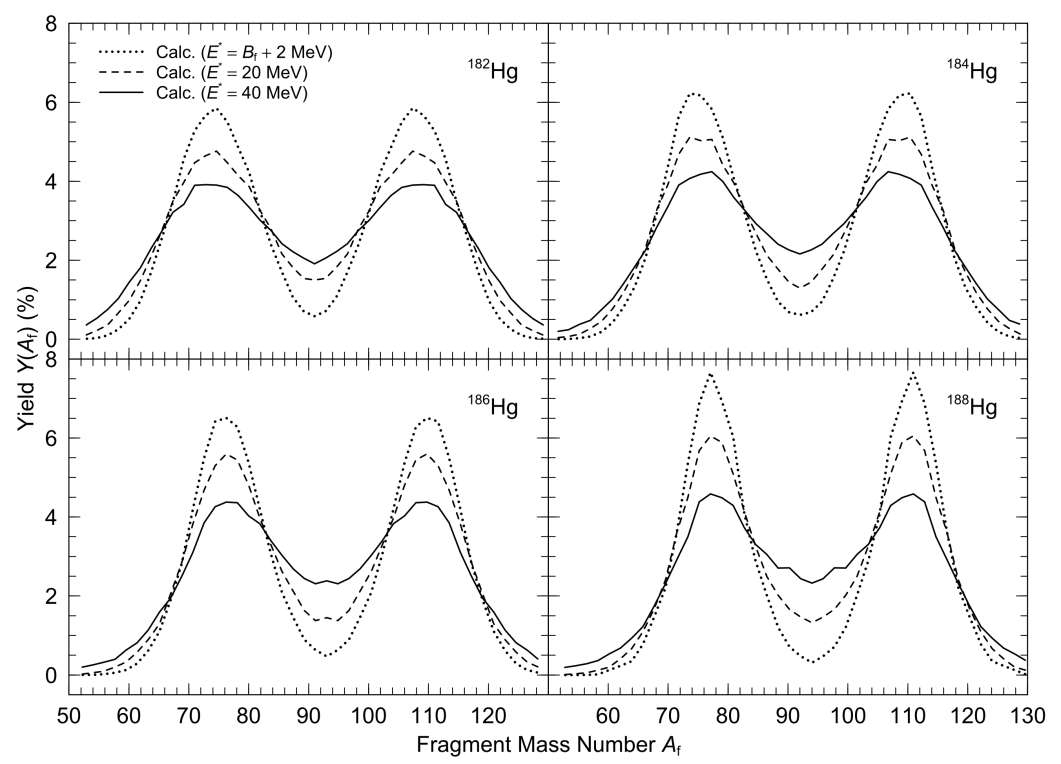 8
6
4
2
0
Calc. (E* = Bf + 2 MeV)
Calc. (E* = 20 MeV)
Calc. (E* = 40 MeV)
182Hg
184Hg
8
6
4
2
0
186Hg
188Hg
Yield Y(Af) (%)
50 60 70 80 90 100 110 120 60 70 80 90 100 110 120 130
Fragment Mass Number Af